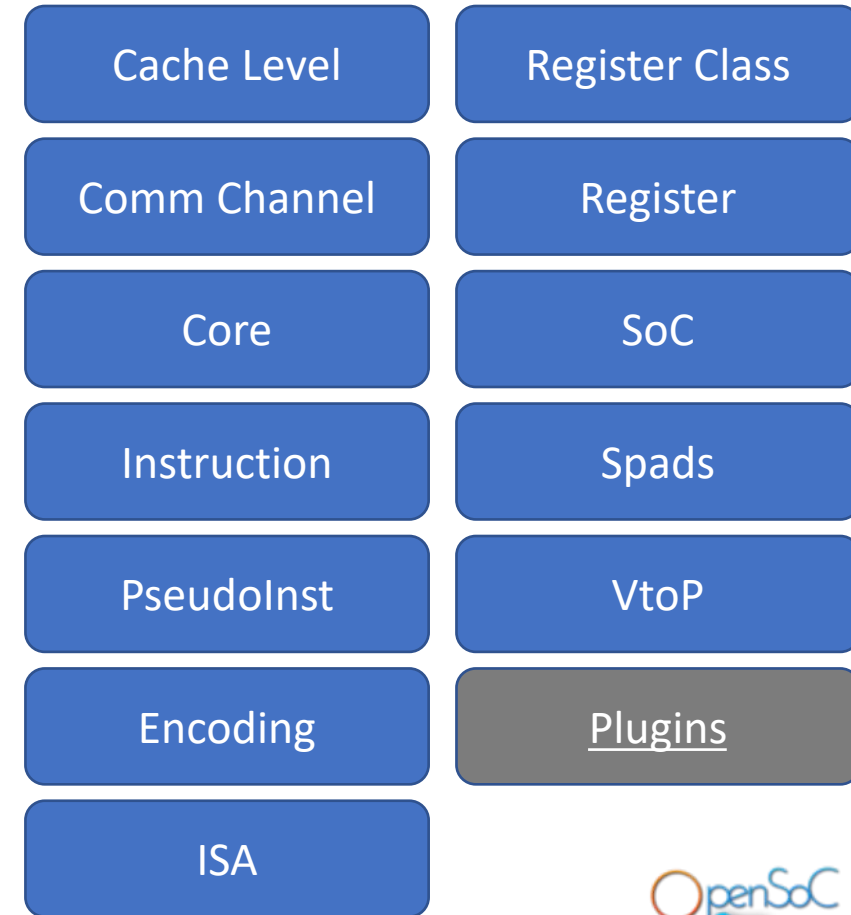 Cache Level
Register Class
Comm Channel
Register
Core
SoC
Instruction
Spads
PseudoInst
VtoP
Encoding
Plugins
ISA
OpenSoC